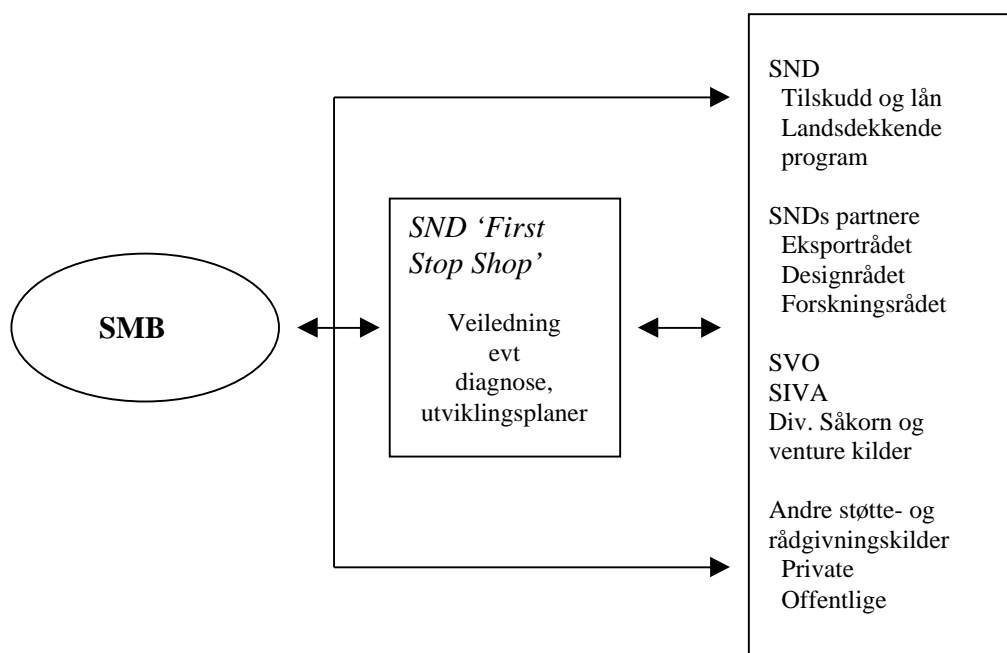 SMB
SND ‘First
Stop Shop’
Veiledning
evt
diagnose,
utviklingsplaner
SND
Tilskudd og lån
Landsdekkende
program
SNDs partnere
Eksportrådet
Designrådet
Forskningsrådet
SVO
SIVA
Div. Såkorn og
venture kilder
Andre støtte- og
rådgivningskilder
Private
Offentlige